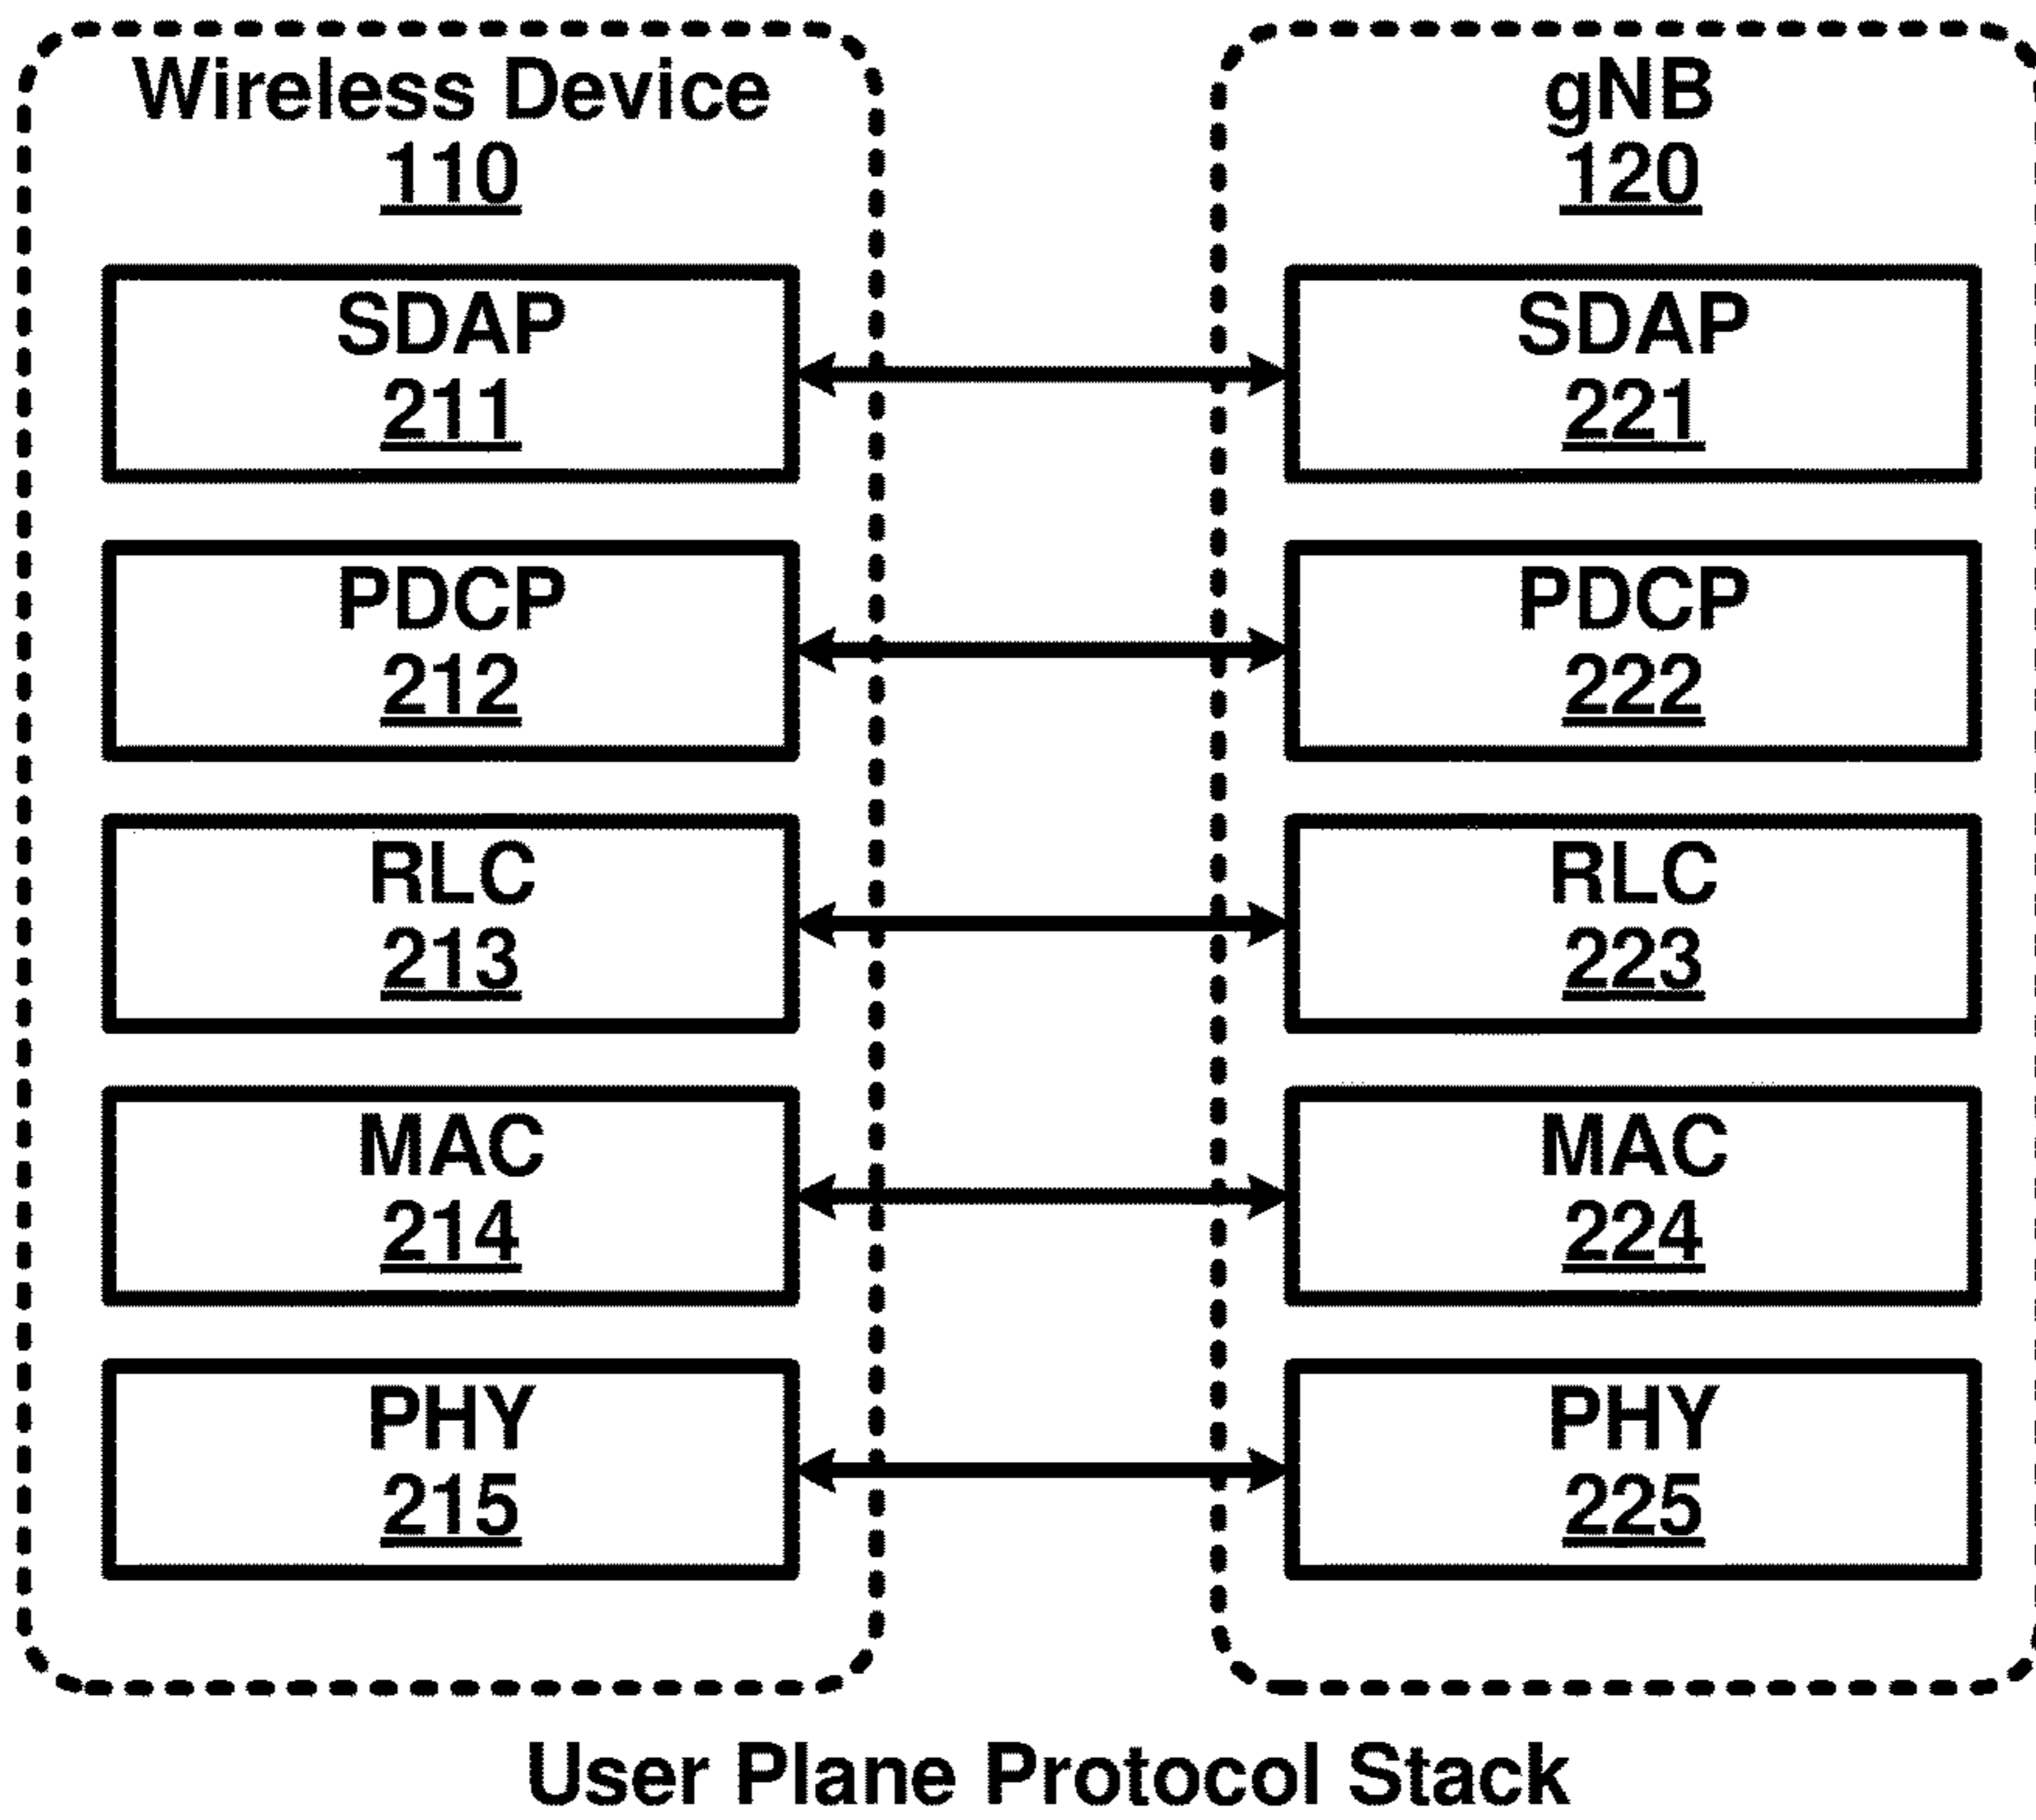 Wireless Device
110
SDAP
211
PDCP
212
RLC
213
MAC
214
PHY
215
gNB
120
SDAP
221
PDCP
222
RLC
223
MAC
224
PHY
225
User Plane Protocol Stack